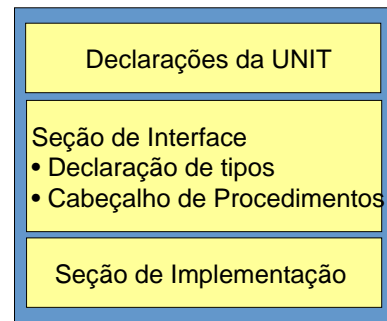 Declarações da UNIT
Seção de Interface
• Declaração de tipos
• Cabeçalho de Procedimentos
Seção de Implementação